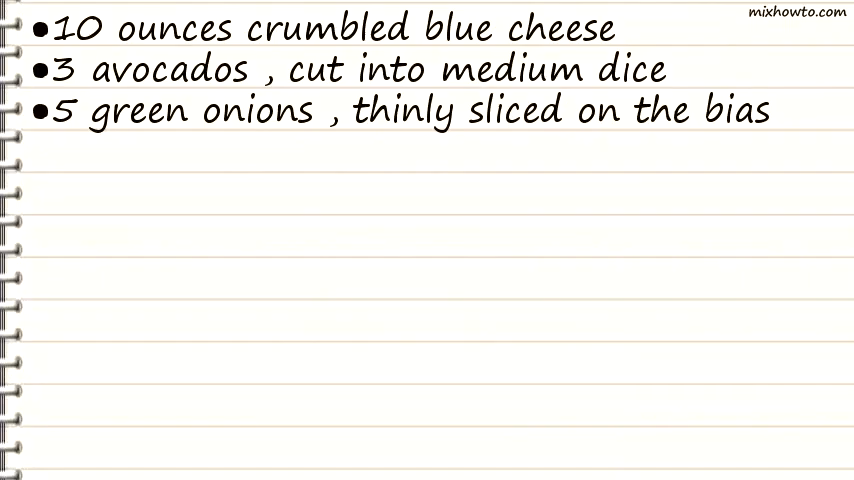 mixhowto.com
•10 ounces crumbled blue cheese
•3 avocados , cut into medium dice
•5 green onions , thinly sliced on the bias